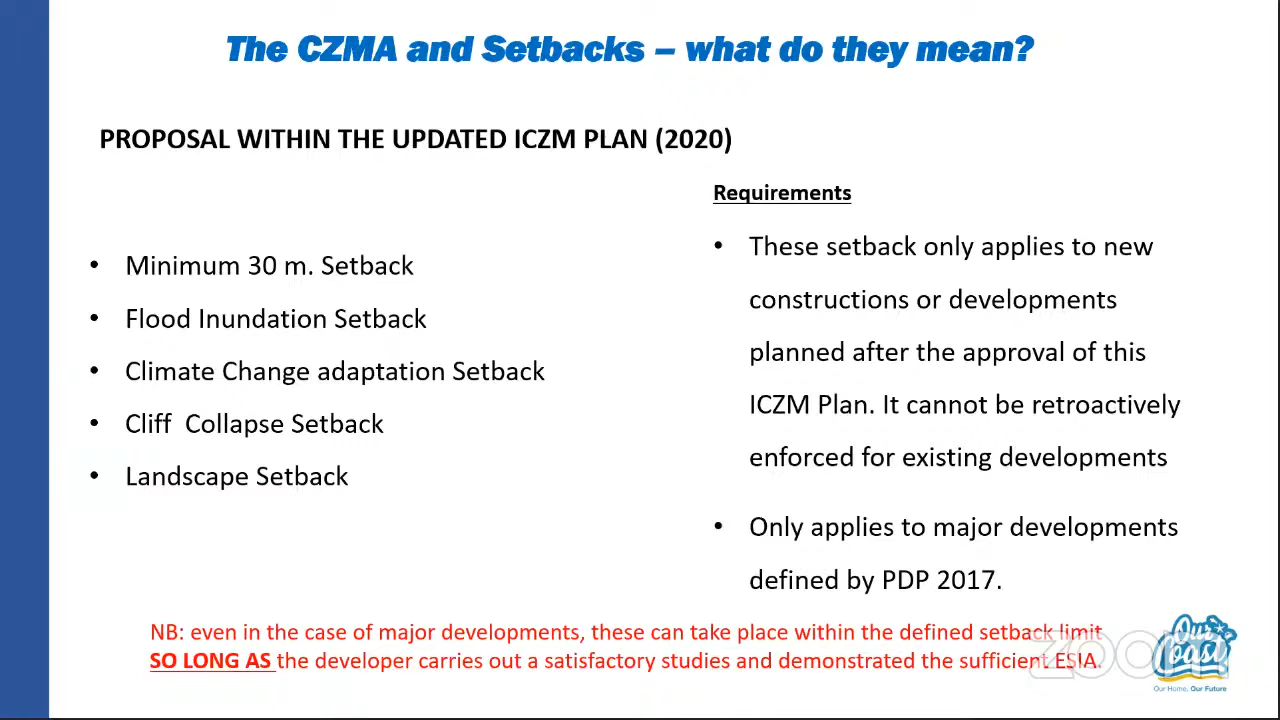 The CZMA and Setbacks – what do they mean?
PROPOSAL WITHIN THE UPDATED ICZM PLAN (2020)
• Minimum 30 m. Setback
• Flood Inundation Setback
• Climate Change adaptation Setback
• Cliff  Collapse Setback
• Landscape Setback
Requirements
• These setback only applies to new
constructions or developments
planned after the approval of this
ICZM Plan. It cannot be retroactively
enforced for existing developments
• Only applies to major developments
defined by PDP 2017.
NB: even in the case of major developments, these can take place within the defined setback limit
SO LONG AS the developer carries out a satisfactory studies and demonstrated the sufficient ESIA.
zoom
Our
Coast
Our Home, Our Future